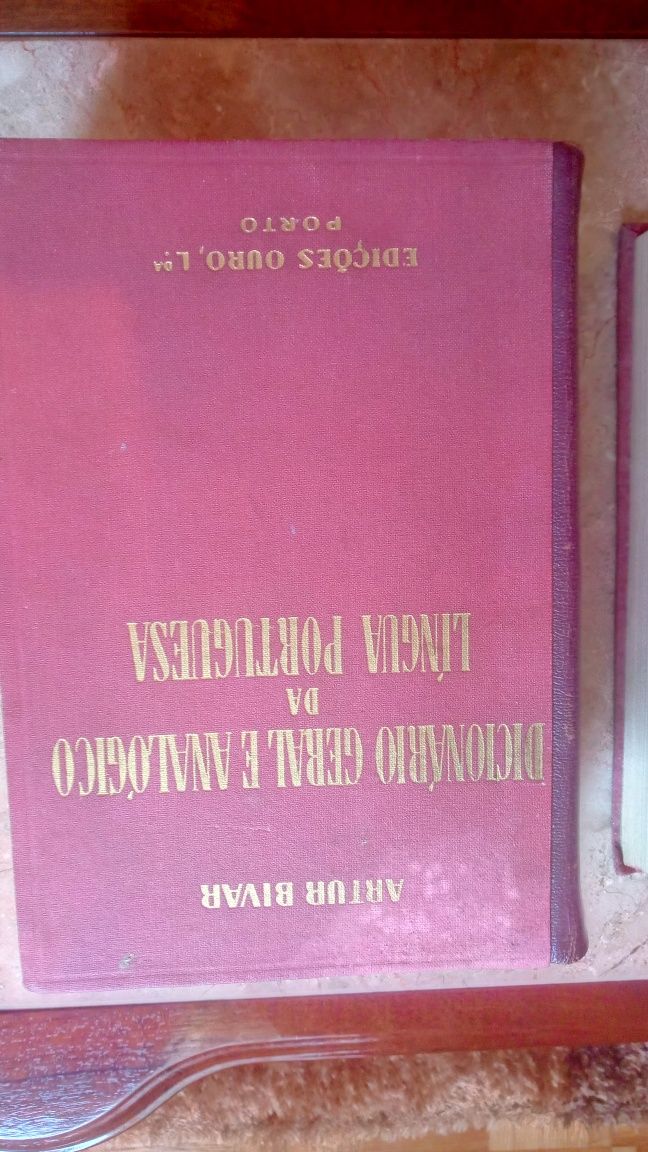 ARTUR BIVAR
DICIONÁRIO GERAL E ANALÓGICO
DA
LÍNGUA PORTUGUESA
EDIÇÕES OURO, L.DA
PORTO